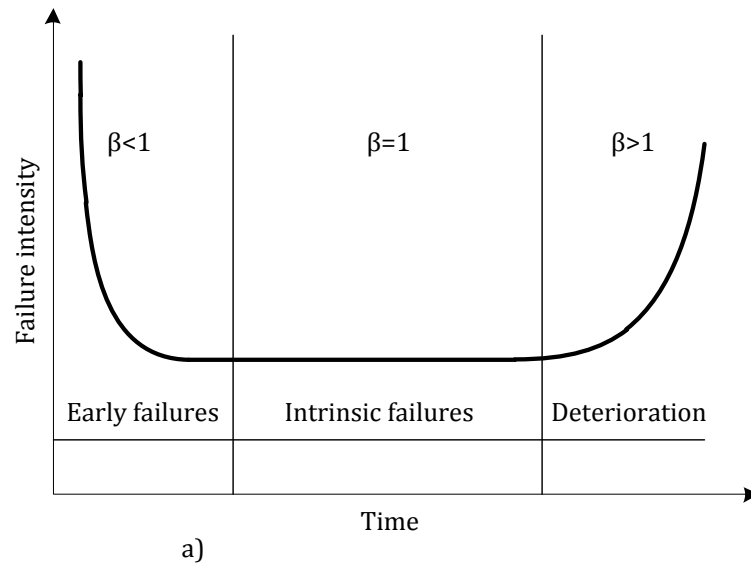 Failure intensity
β<1
β=1
β>1
Early failures
Intrinsic failures
Deterioration
Time
a)